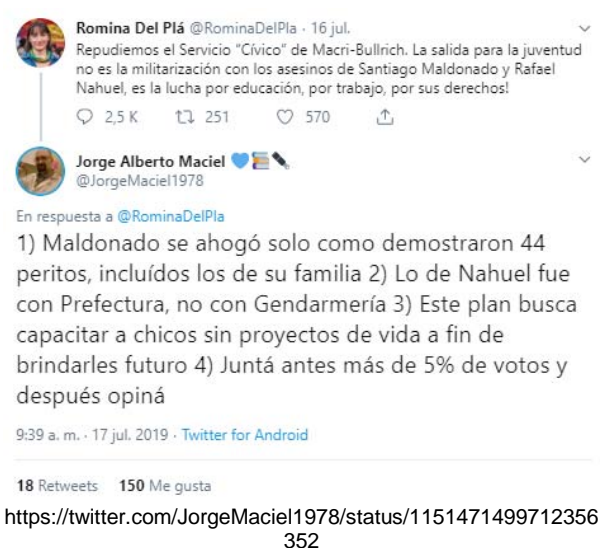 Romina Del Plá @RominaDelPla · 16 jul.
Repudiemos el Servicio "Cívico" de Macri-Bullrich. La salida para la juventud
no es la militarización con los asesinos de Santiago Maldonado y Rafael
Nahuel, es la lucha por educación, por trabajo, por sus derechos!
2,5 K 251 570
Jorge Alberto Maciel
@JorgeMaciel1978
En respuesta a @RominaDelPla
1) Maldonado se ahogó solo como demostraron 44
peritos, incluídos los de su familia 2) Lo de Nahuel fue
con Prefectura, no con Gendarmería 3) Este plan busca
capacitar a chicos sin proyectos de vida a fin de
brindarles futuro 4) Juntá antes más de 5% de votos y
después opiná
9:39 a. m. · 17 jul. 2019 · Twitter for Android
18 Retweets 150 Me gusta
https://twitter.com/JorgeMaciel1978/status/1151471499712356
352